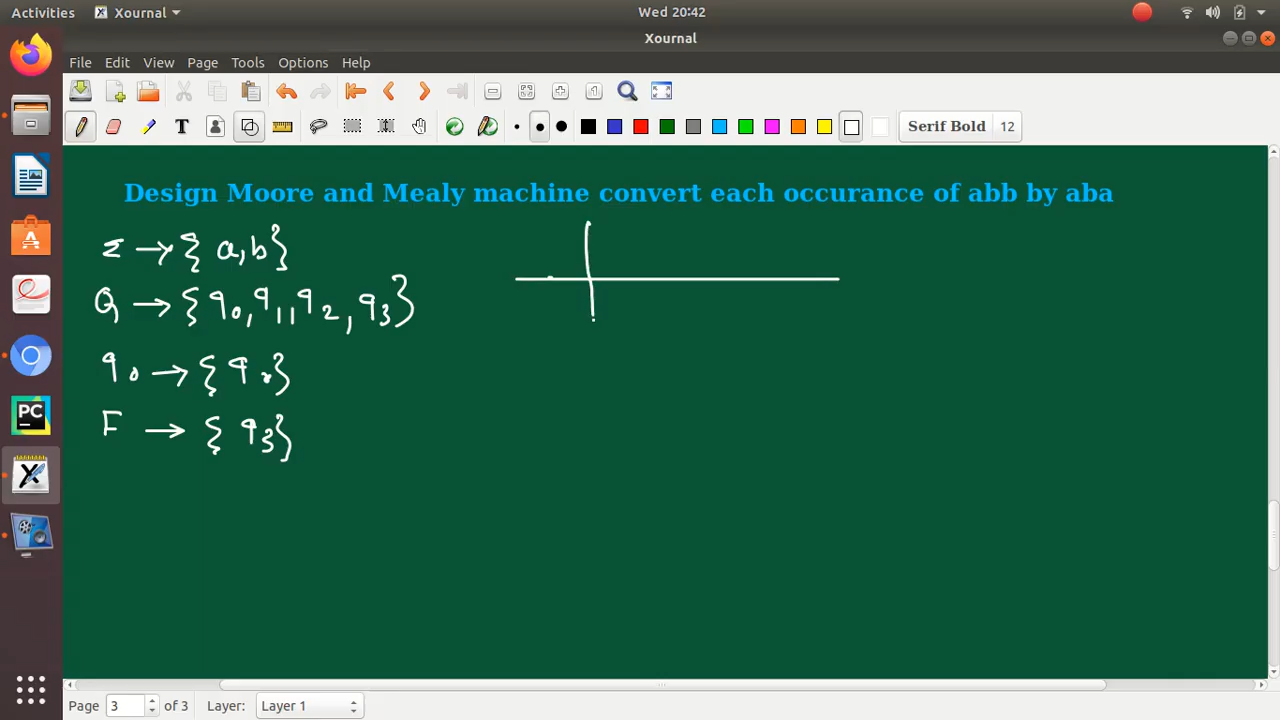 Activities Xournal Wed 20:42
Xournal
File Edit View Page Tools Options Help
Serif Bold 12
Design Moore and Mealy machine convert each occurance of abb by aba
Σ → { a, b }
Q → { q0, q1, q2, q3 }
q0 → { q0 }
F → { q3 }
Page 3 of 3 Layer: Layer 1